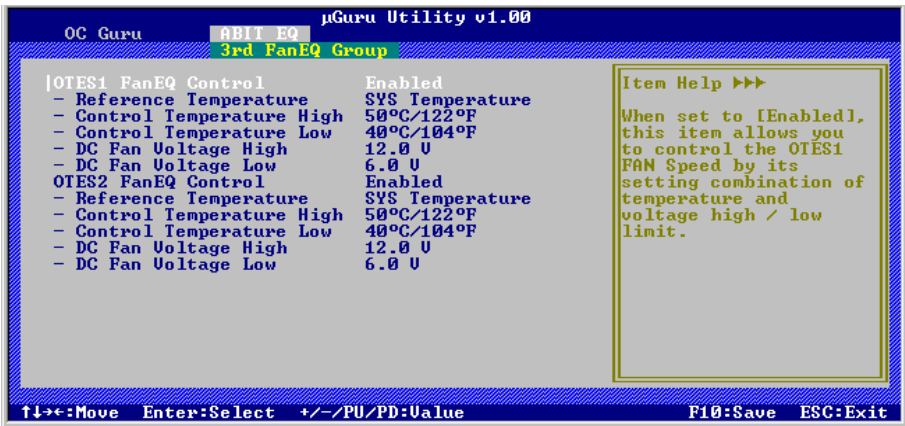 µGuru Utility v1.00
OC Guru ABIT EQ
3rd FanEQ Group
OTES1 FanEQ Control Enabled
- Reference Temperature SYS Temperature
- Control Temperature High 50ºC/122ºF
- Control Temperature Low 40ºC/104ºF
- DC Fan Voltage High 12.0 V
- DC Fan Voltage Low 6.0 V
OTES2 FanEQ Control Enabled
- Reference Temperature SYS Temperature
- Control Temperature High 50ºC/122ºF
- Control Temperature Low 40ºC/104ºF
- DC Fan Voltage High 12.0 V
- DC Fan Voltage Low 6.0 V
Item Help ▶▶▶
When set to [Enabled],
this item allows you
to control the OTES1
FAN Speed by its
setting combination of
temperature and
voltage high / low
limit.
↑↓→←:Move Enter:Select +/-/PU/PD:Value F10:Save ESC:Exit